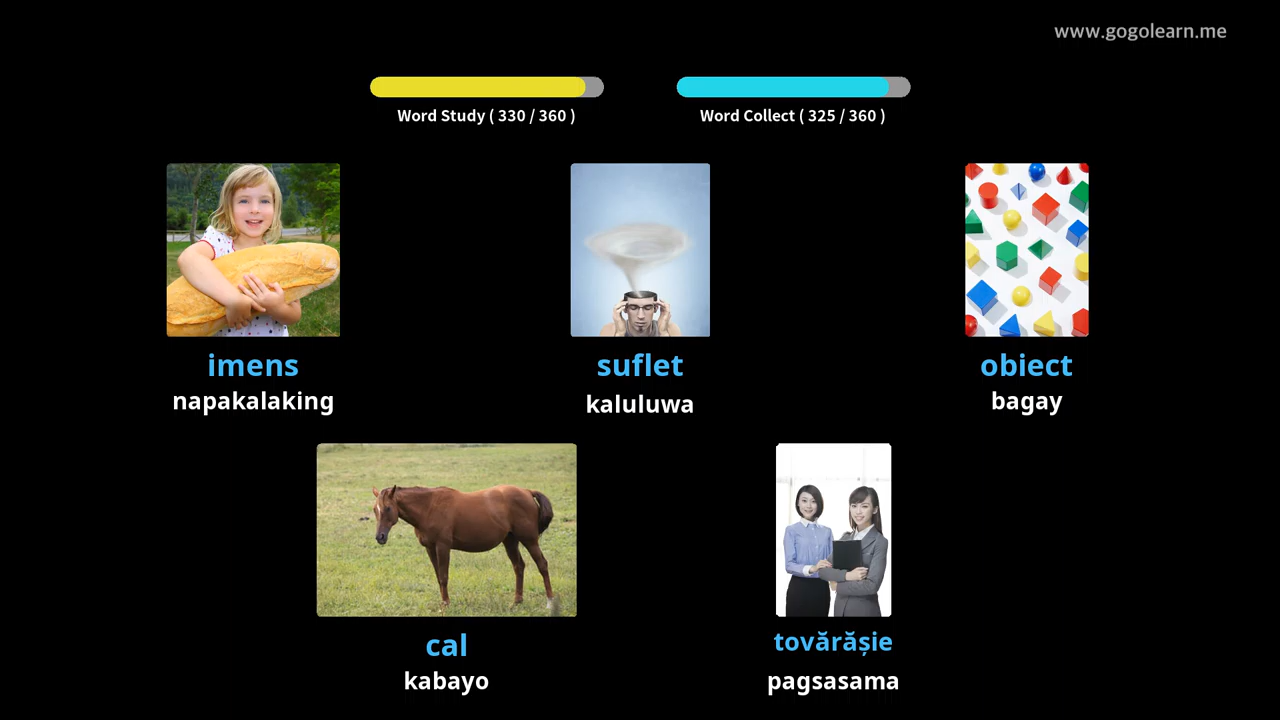 www.gogolearn.me
Word Study ( 330 / 360 )
Word Collect ( 325 / 360 )
imens
napakalaking
suflet
kaluluwa
obiect
bagay
cal
kabayo
tovărășie
pagsasama